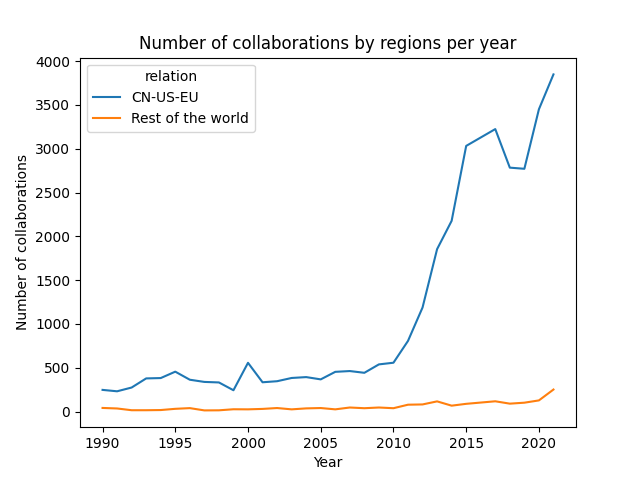 Number of collaborations by regions per year
relation
CN-US-EU
Rest of the world
Number of collaborations
4000
3500
3000
2500
2000
1500
1000
500
0
1990
1995
2000
2005
2010
2015
2020
Year